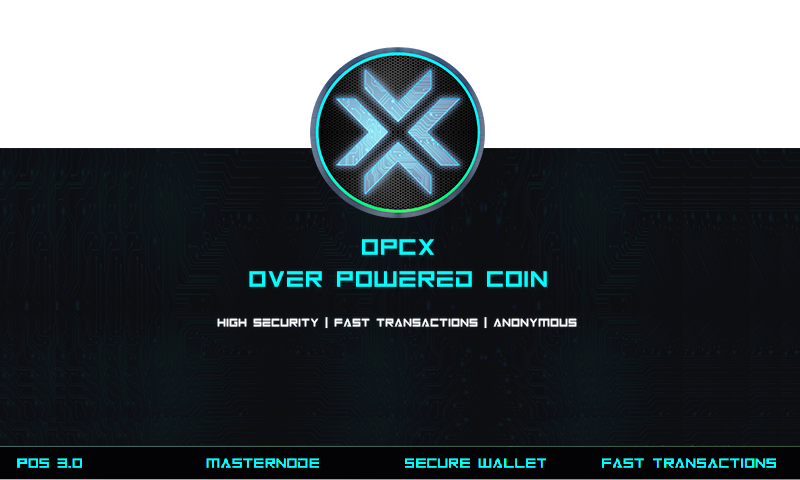 OPCX
OVER POWERED COIN
HIGH SECURITY | FAST TRANSACTIONS | ANONYMOUS
POS 3.0 MASTERNODE SECURE WALLET FAST TRANSACTIONS